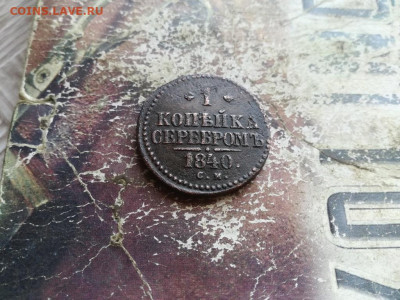 COINS.LAVE.RU
1
КОПѢЙКА
СЕРЕБРОМЪ
1840.
С. М.